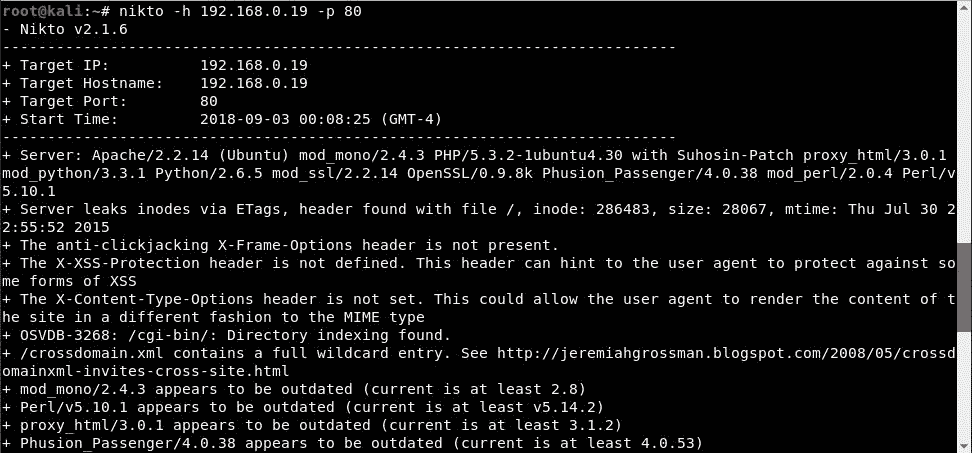 root@kali:~# nikto -h 192.168.0.19 -p 80
- Nikto v2.1.6
---------------------------------------------------------------------------
+ Target IP:          192.168.0.19
+ Target Hostname:    192.168.0.19
+ Target Port:        80
+ Start Time:         2018-09-03 00:08:25 (GMT-4)
---------------------------------------------------------------------------
+ Server: Apache/2.2.14 (Ubuntu) mod_mono/2.4.3 PHP/5.3.2-1ubuntu4.30 with Suhosin-Patch proxy_html/3.0.1
mod_python/3.3.1 Python/2.6.5 mod_ssl/2.2.14 OpenSSL/0.9.8k Phusion_Passenger/4.0.38 mod_perl/2.0.4 Perl/v
5.10.1
+ Server leaks inodes via ETags, header found with file /, inode: 286483, size: 28067, mtime: Thu Jul 30 2
2:55:52 2015
+ The anti-clickjacking X-Frame-Options header is not present.
+ The X-XSS-Protection header is not defined. This header can hint to the user agent to protect against so
me forms of XSS
+ The X-Content-Type-Options header is not set. This could allow the user agent to render the content of t
he site in a different fashion to the MIME type
+ OSVDB-3268: /cgi-bin/: Directory indexing found.
+ /crossdomain.xml contains a full wildcard entry. See http://jeremiahgrossman.blogspot.com/2008/05/crossd
omainxml-invites-cross-site.html
+ mod_mono/2.4.3 appears to be outdated (current is at least 2.8)
+ Perl/v5.10.1 appears to be outdated (current is at least v5.14.2)
+ proxy_html/3.0.1 appears to be outdated (current is at least 3.1.2)
+ Phusion_Passenger/4.0.38 appears to be outdated (current is at least 4.0.53)